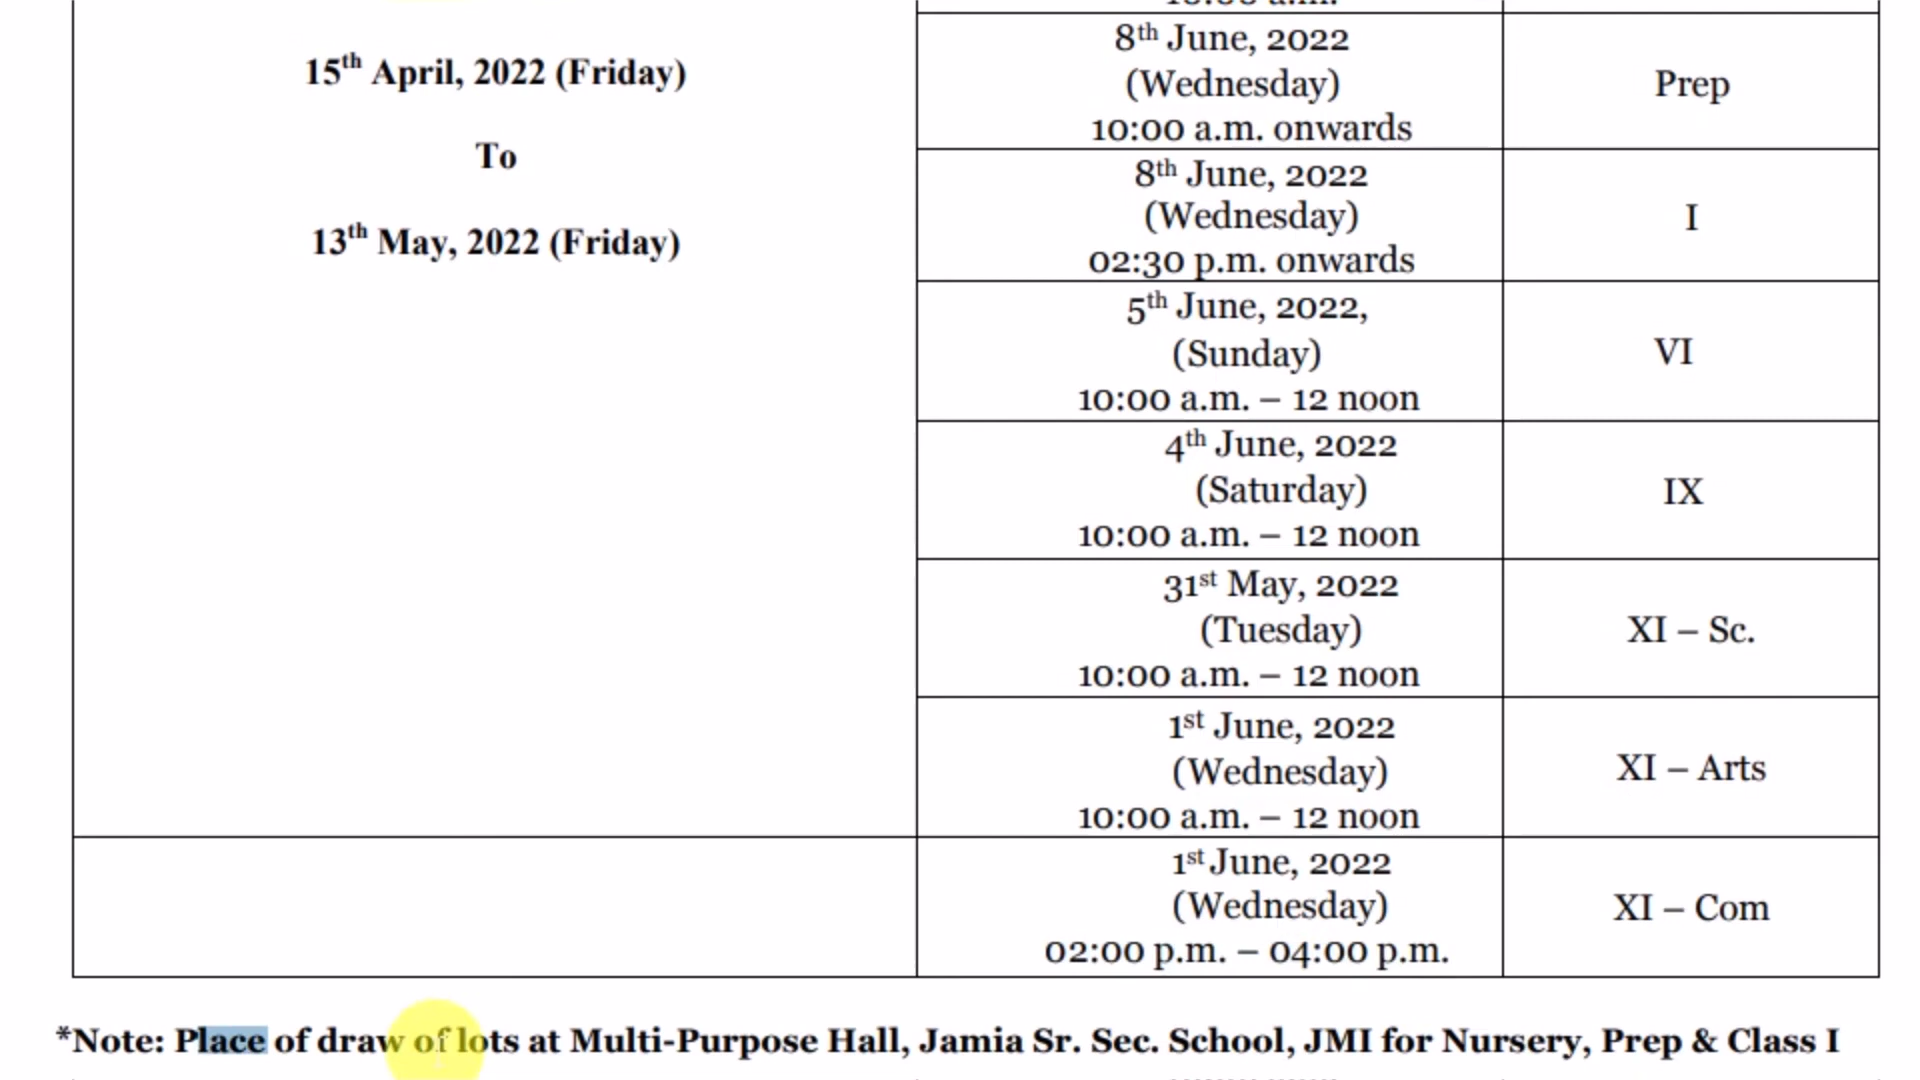 15th April, 2022 (Friday)
To
13th May, 2022 (Friday)
8th June, 2022
(Wednesday)
10:00 a.m. onwards
Prep
8th June, 2022
(Wednesday)
02:30 p.m. onwards
I
5th June, 2022,
(Sunday)
10:00 a.m. – 12 noon
VI
4th June, 2022
(Saturday)
10:00 a.m. – 12 noon
IX
31st May, 2022
(Tuesday)
10:00 a.m. – 12 noon
XI – Sc.
1st June, 2022
(Wednesday)
10:00 a.m. – 12 noon
XI – Arts
1st June, 2022
(Wednesday)
02:00 p.m. – 04:00 p.m.
XI – Com
*Note: Place of draw of lots at Multi-Purpose Hall, Jamia Sr. Sec. School, JMI for Nursery, Prep & Class I